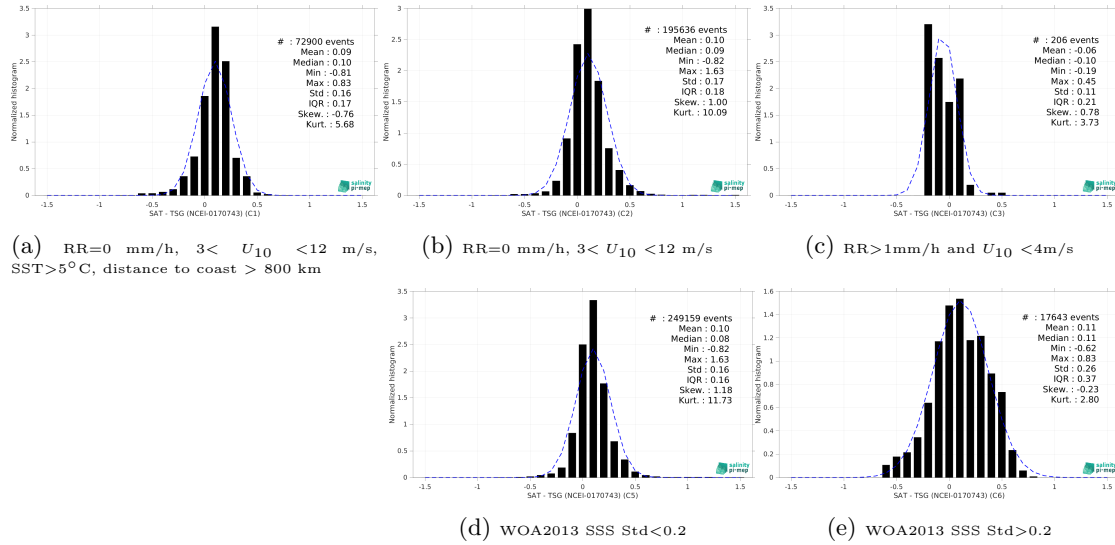 3.5
3
2.5
2
1.5
1
0.5
0
Normalized histogram
# : 72900 events
Mean : 0.09
Median : 0.10
Min : -0.81
Max : 0.83
Std : 0.16
IQR : 0.17
Skew. : -0.76
Kurt. : 5.68
salinity
pi-mep
-1.5 -1 -0.5 0 0.5 1 1.5
SAT - TSG (NCEI-0170743) (C1)
(a) RR=0 mm/h, 3< U10 <12 m/s,
SST>5°C, distance to coast > 800 km
3
2.5
2
1.5
1
0.5
0
Normalized histogram
# : 195636 events
Mean : 0.10
Median : 0.09
Min : -0.82
Max : 1.63
Std : 0.17
IQR : 0.18
Skew. : 1.00
Kurt. : 10.09
salinity
pi-mep
-1.5 -1 -0.5 0 0.5 1 1.5
SAT - TSG (NCEI-0170743) (C2)
(b) RR=0 mm/h, 3< U10 <12 m/s
3.5
3
2.5
2
1.5
1
0.5
0
Normalized histogram
# : 206 events
Mean : -0.06
Median : -0.10
Min : -0.19
Max : 0.45
Std : 0.11
IQR : 0.21
Skew. : 0.78
Kurt. : 3.73
salinity
pi-mep
-1.5 -1 -0.5 0 0.5 1 1.5
SAT - TSG (NCEI-0170743) (C3)
(c) RR>1mm/h and U10 <4m/s
3.5
3
2.5
2
1.5
1
0.5
0
Normalized histogram
# : 249159 events
Mean : 0.10
Median : 0.08
Min : -0.82
Max : 1.63
Std : 0.16
IQR : 0.16
Skew. : 1.18
Kurt. : 11.73
salinity
pi-mep
-1.5 -1 -0.5 0 0.5 1 1.5
SAT - TSG (NCEI-0170743) (C5)
(d) WOA2013 SSS Std<0.2
1.6
1.4
1.2
1
0.8
0.6
0.4
0.2
0
Normalized histogram
# : 17643 events
Mean : 0.11
Median : 0.11
Min : -0.62
Max : 0.83
Std : 0.26
IQR : 0.37
Skew. : -0.23
Kurt. : 2.80
salinity
pi-mep
-1.5 -1 -0.5 0 0.5 1 1.5
SAT - TSG (NCEI-0170743) (C6)
(e) WOA2013 SSS Std>0.2